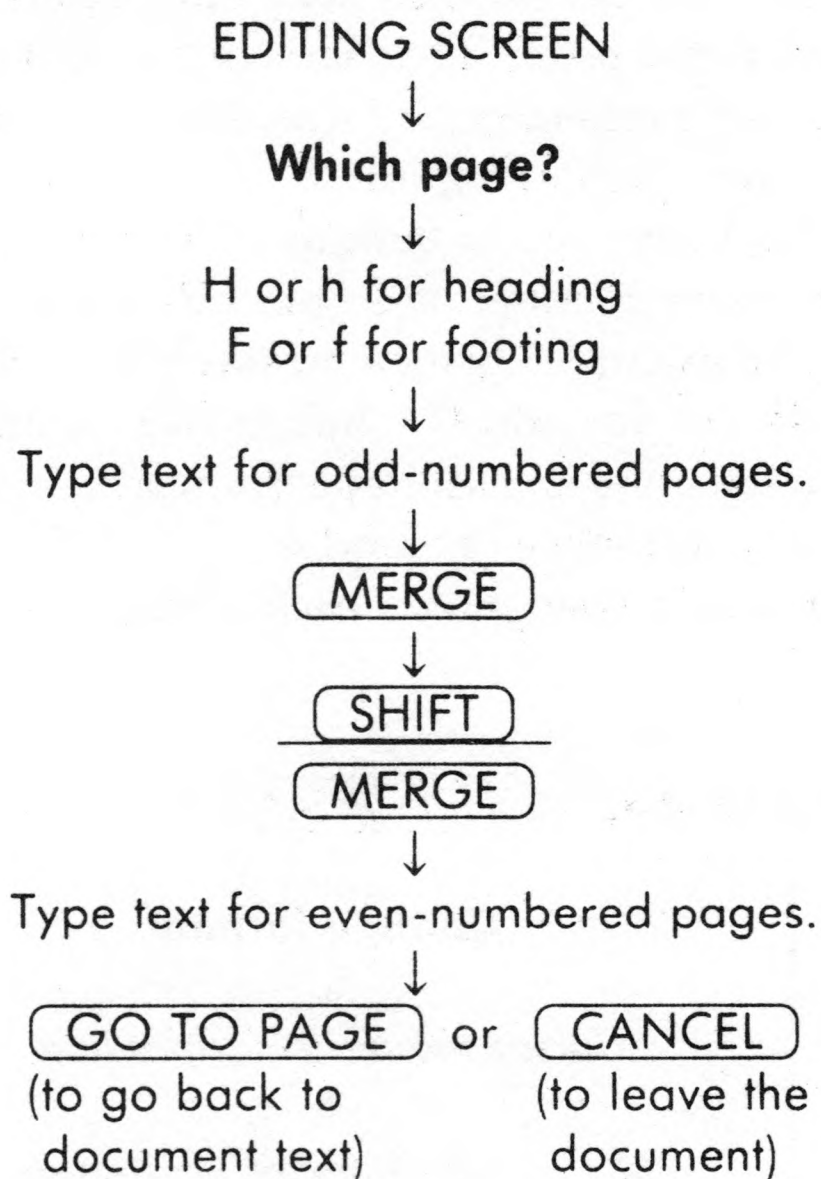 EDITING SCREEN
Which page?
H or h for heading
F or f for footing
Type text for odd-numbered pages.
MERGE
SHIFT
MERGE
Type text for even-numbered pages.
GO TO PAGE or CANCEL
(to go back to (to leave the
document text) document)